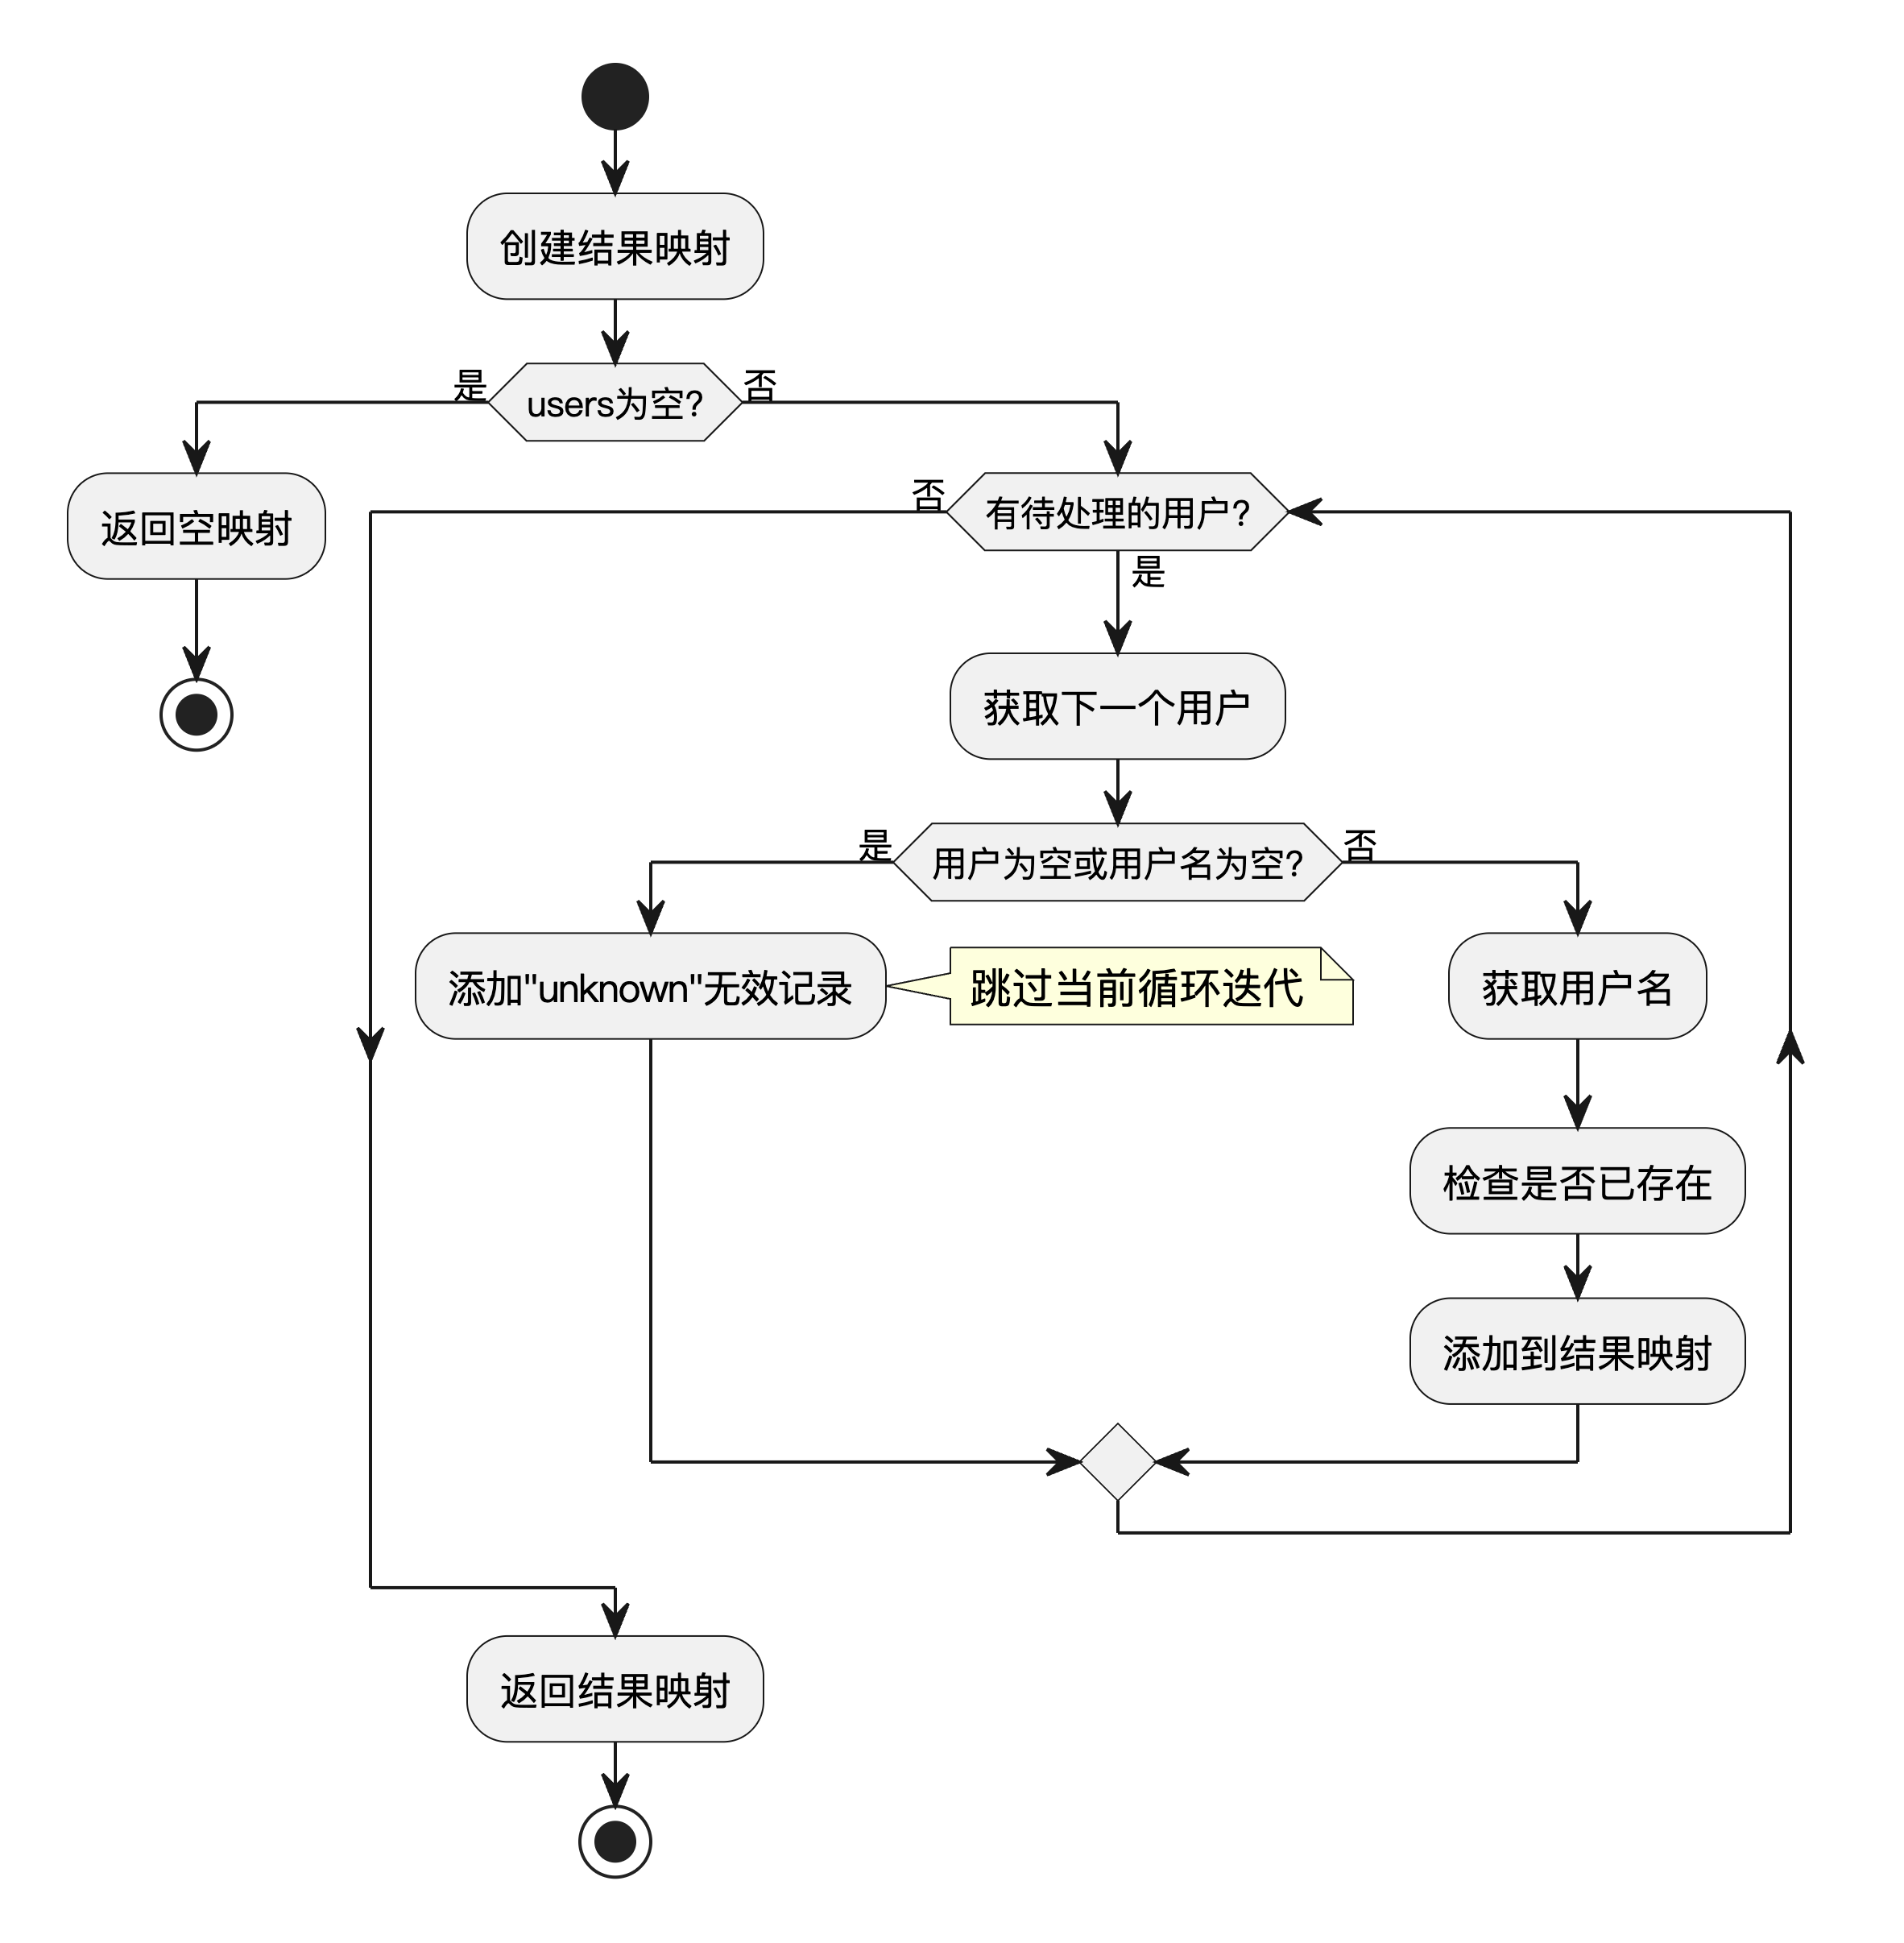 创建结果映射
是
users为空?
否
返回空映射
否
有待处理的用户?
是
获取下一个用户
是
用户为空或用户名为空?
否
添加"unknown"无效记录
跳过当前循环迭代
获取用户名
检查是否已存在
添加到结果映射
返回结果映射